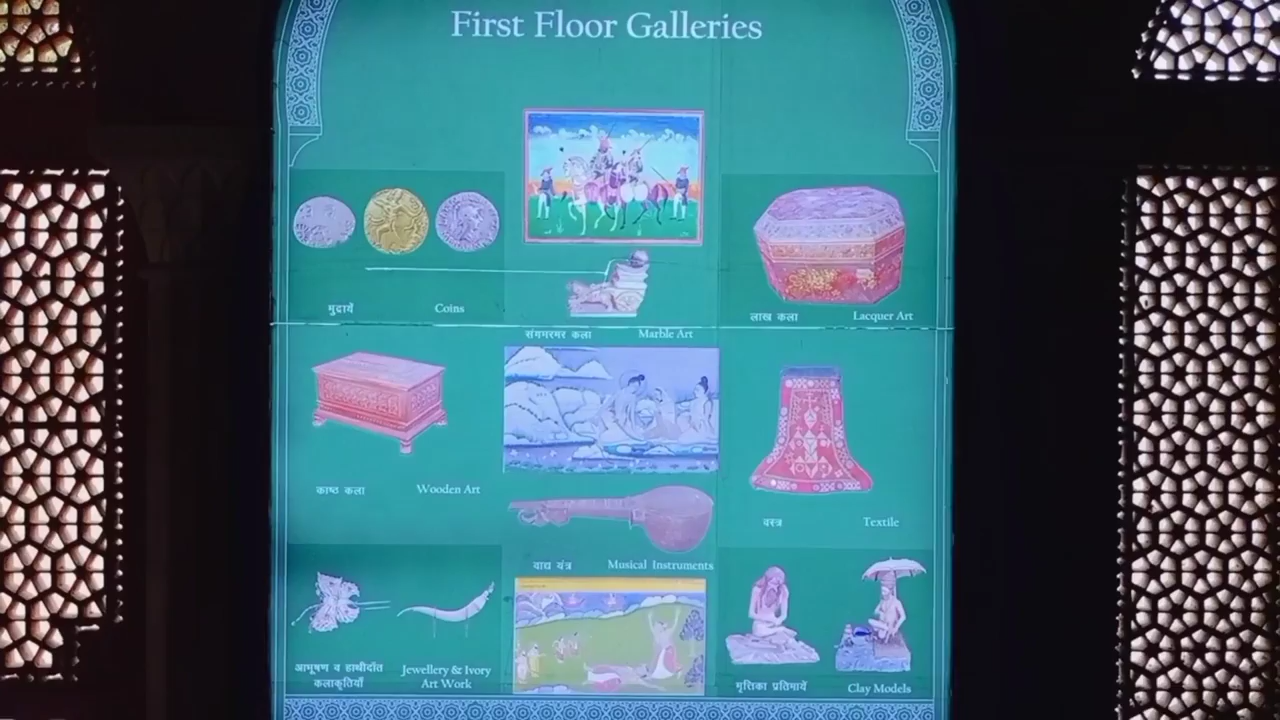 First Floor Galleries
मुद्रायें Coins
संगमरमर कला Marble Art
लाख कला Lacquer Art
काष्ठ कला Wooden Art
वाद्य यंत्र Musical Instruments
वस्त्र Textile
आभूषण व हाथीदाँत
कलाकृतियाँ
Jewellery & Ivory
Art Work
मृत्तिका प्रतिमायें Clay Models